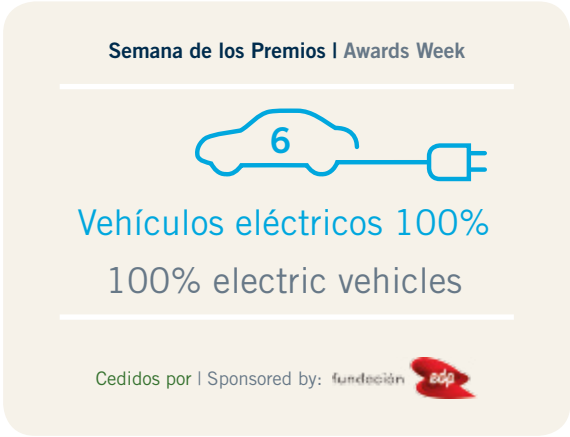 Semana de los Premios | Awards Week
6
Vehículos eléctricos 100%
100% electric vehicles
Cedidos por | Sponsored by: fundación edp